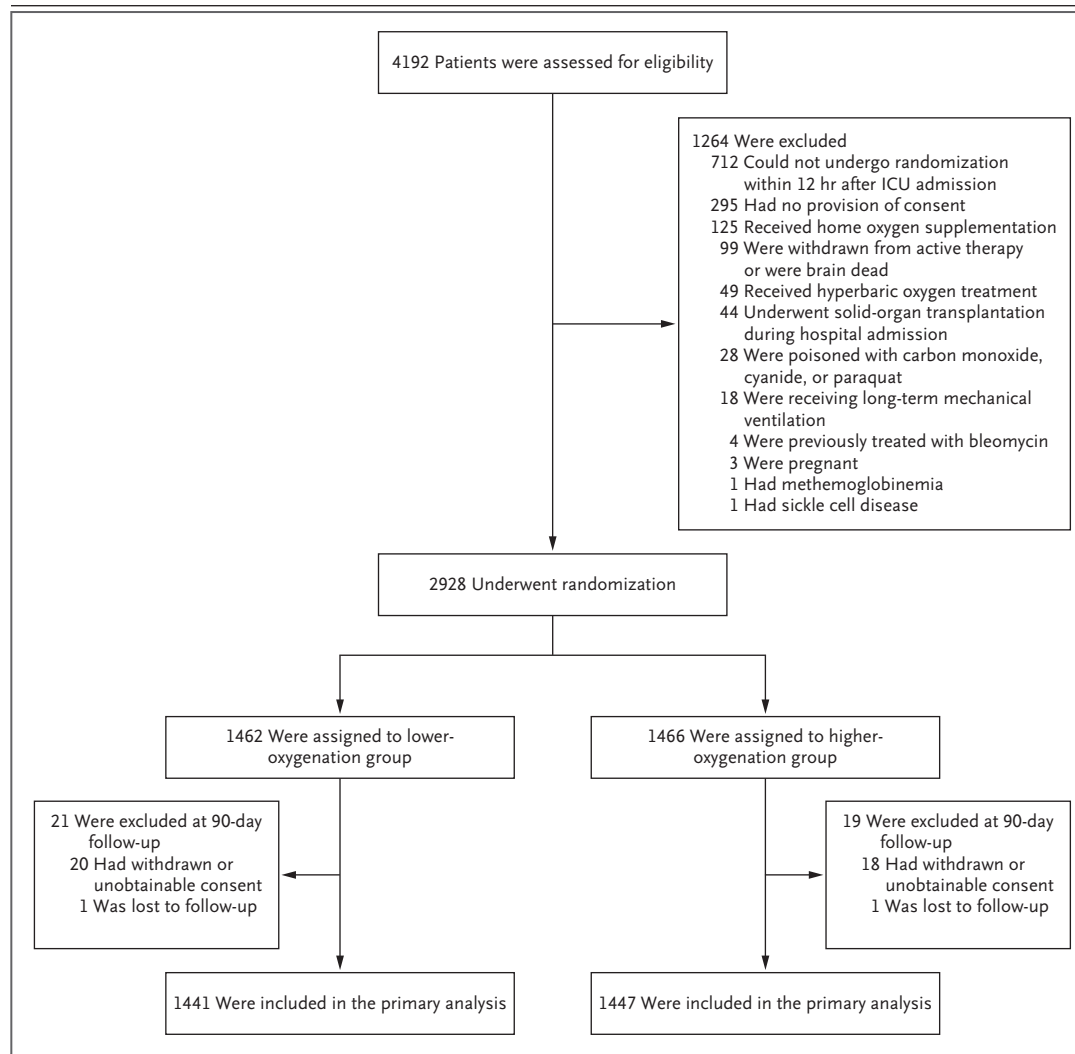 4192 Patients were assessed for eligibility
1264 Were excluded
712 Could not undergo randomization
within 12 hr after ICU admission
295 Had no provision of consent
125 Received home oxygen supplementation
99 Were withdrawn from active therapy
or were brain dead
49 Received hyperbaric oxygen treatment
44 Underwent solid-organ transplantation
during hospital admission
28 Were poisoned with carbon monoxide,
cyanide, or paraquat
18 Were receiving long-term mechanical
ventilation
4 Were previously treated with bleomycin
3 Were pregnant
1 Had methemoglobinemia
1 Had sickle cell disease
2928 Underwent randomization
1462 Were assigned to lower-
oxygenation group
1466 Were assigned to higher-
oxygenation group
21 Were excluded at 90-day
follow-up
20 Had withdrawn or
unobtainable consent
1 Was lost to follow-up
19 Were excluded at 90-day
follow-up
18 Had withdrawn or
unobtainable consent
1 Was lost to follow-up
1441 Were included in the primary analysis
1447 Were included in the primary analysis